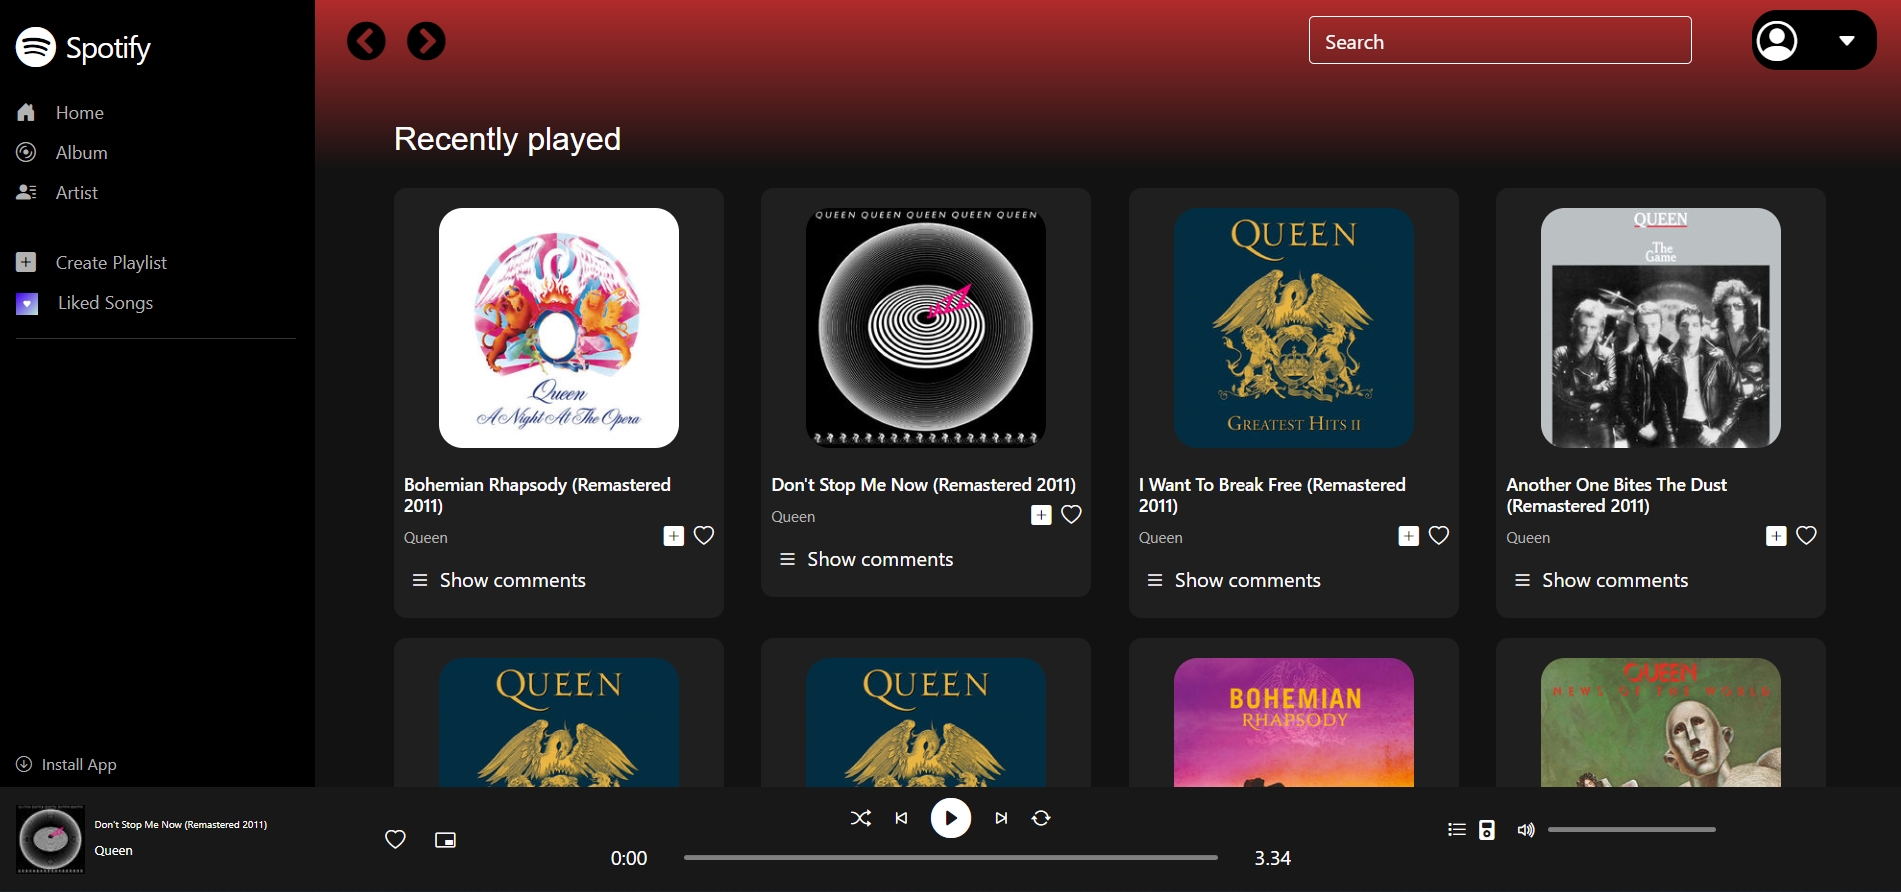 Spotify
Home
Album
Artist
Create Playlist
Liked Songs
Install App
Search
Recently played
Queen
A Night At The Opera
Bohemian Rhapsody (Remastered
2011)
Queen
Show comments
QUEEN QUEEN QUEEN QUEEN QUEEN
Don't Stop Me Now (Remastered 2011)
Queen
Show comments
QUEEN
GREATEST HITS II
I Want To Break Free (Remastered
2011)
Queen
Show comments
QUEEN
The
Game
Another One Bites The Dust
(Remastered 2011)
Queen
Show comments
QUEEN
QUEEN
BOHEMIAN
RHAPSODY
QUEEN
NEWS OF THE WORLD
Don't Stop Me Now (Remastered 2011)
Queen
0:00
3.34